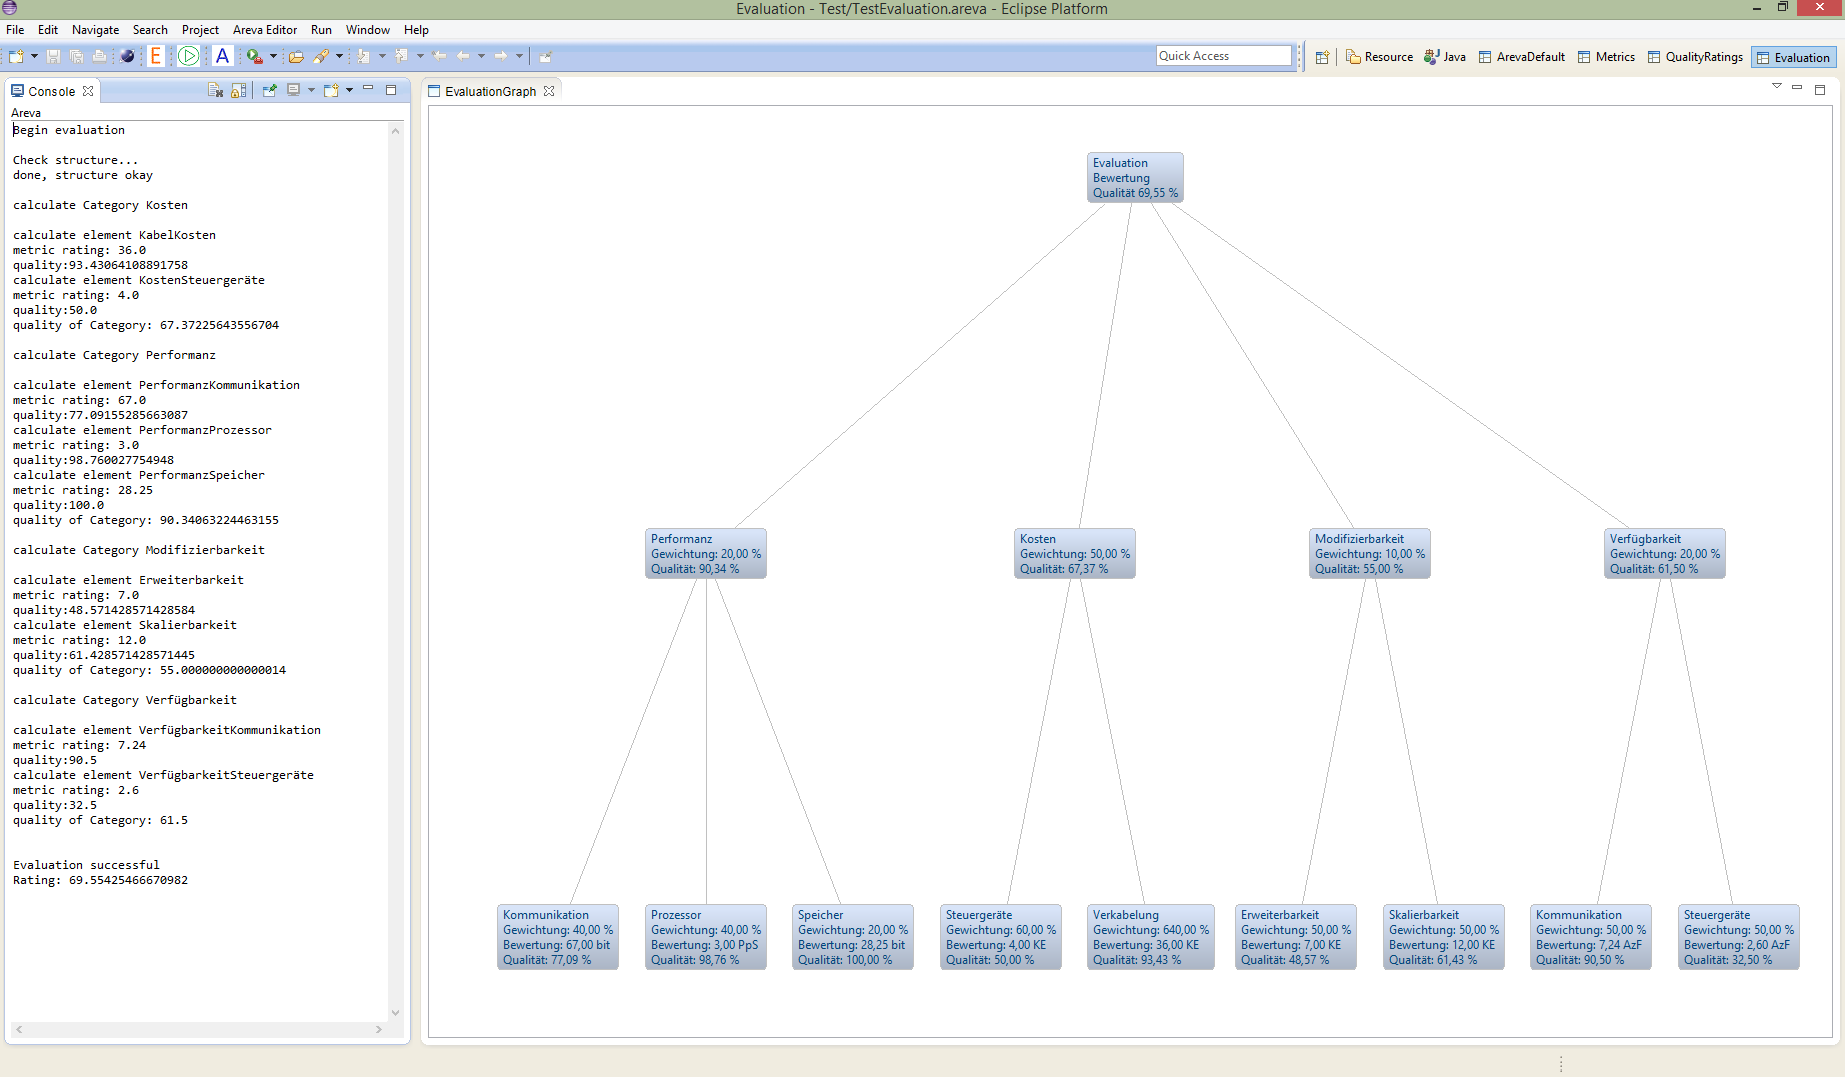 Evaluation - Test/TestEvaluation.areva - Eclipse Platform
File Edit Navigate Search Project Areva Editor Run Window Help
E A Quick Access Resource Java ArevaDefault Metrics QualityRatings Evaluation
Console
Areva
Begin evaluation
Check structure...
done, structure okay
calculate Category Kosten
calculate element KabelKosten
metric rating: 36.0
quality:93.43064108891758
calculate element KostenSteuergeräte
metric rating: 4.0
quality:50.0
quality of Category: 67.37225643556704
calculate Category Performanz
calculate element PerformanzKommunikation
metric rating: 67.0
quality:77.09155285663087
calculate element PerformanzProzessor
metric rating: 3.0
quality:98.760027754948
calculate element PerformanzSpeicher
metric rating: 28.25
quality:100.0
quality of Category: 90.34063224463155
calculate Category Modifizierbarkeit
calculate element Erweiterbarkeit
metric rating: 7.0
quality:48.571428571428584
calculate element Skalierbarkeit
metric rating: 12.0
quality:61.428571428571445
quality of Category: 55.000000000000014
calculate Category Verfügbarkeit
calculate element VerfügbarkeitKommunikation
metric rating: 7.24
quality:90.5
calculate element VerfügbarkeitSteuergeräte
metric rating: 2.6
quality:32.5
quality of Category: 61.5
Evaluation successful
Rating: 69.55425466670982
EvaluationGraph
Evaluation
Bewertung
Qualität 69,55 %
Performanz
Gewichtung: 20,00 %
Qualität: 90,34 %
Kosten
Gewichtung: 50,00 %
Qualität: 67,37 %
Modifizierbarkeit
Gewichtung: 10,00 %
Qualität: 55,00 %
Verfügbarkeit
Gewichtung: 20,00 %
Qualität: 61,50 %
Kommunikation
Gewichtung: 40,00 %
Bewertung: 67,00 bit
Qualität: 77,09 %
Prozessor
Gewichtung: 40,00 %
Bewertung: 3,00 PpS
Qualität: 98,76 %
Speicher
Gewichtung: 20,00 %
Bewertung: 28,25 bit
Qualität: 100,00 %
Steuergeräte
Gewichtung: 60,00 %
Bewertung: 4,00 KE
Qualität: 50,00 %
Verkabelung
Gewichtung: 640,00 %
Bewertung: 36,00 KE
Qualität: 93,43 %
Erweiterbarkeit
Gewichtung: 50,00 %
Bewertung: 7,00 KE
Qualität: 48,57 %
Skalierbarkeit
Gewichtung: 50,00 %
Bewertung: 12,00 KE
Qualität: 61,43 %
Kommunikation
Gewichtung: 50,00 %
Bewertung: 7,24 AzF
Qualität: 90,50 %
Steuergeräte
Gewichtung: 50,00 %
Bewertung: 2,60 AzF
Qualität: 32,50 %